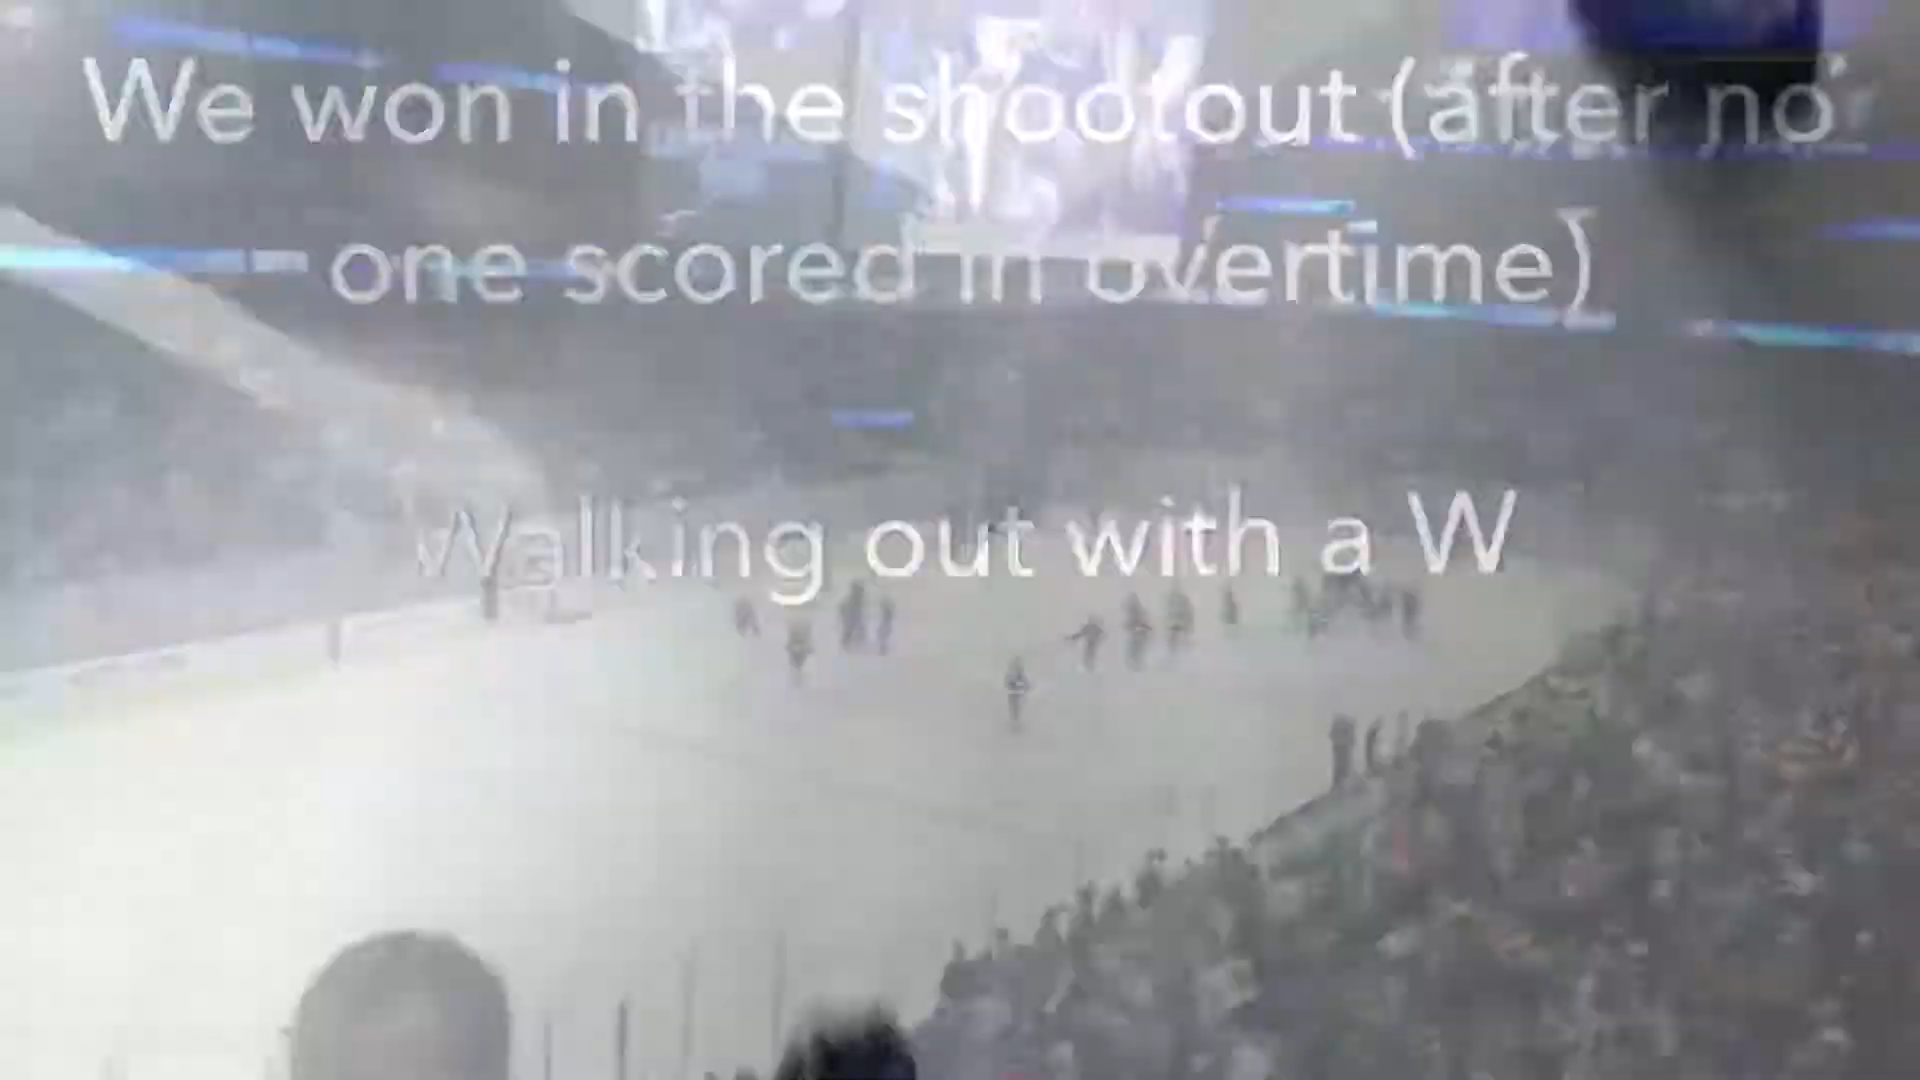 We won in the shootout (after no
one scored in overtime)
Walking out with a W